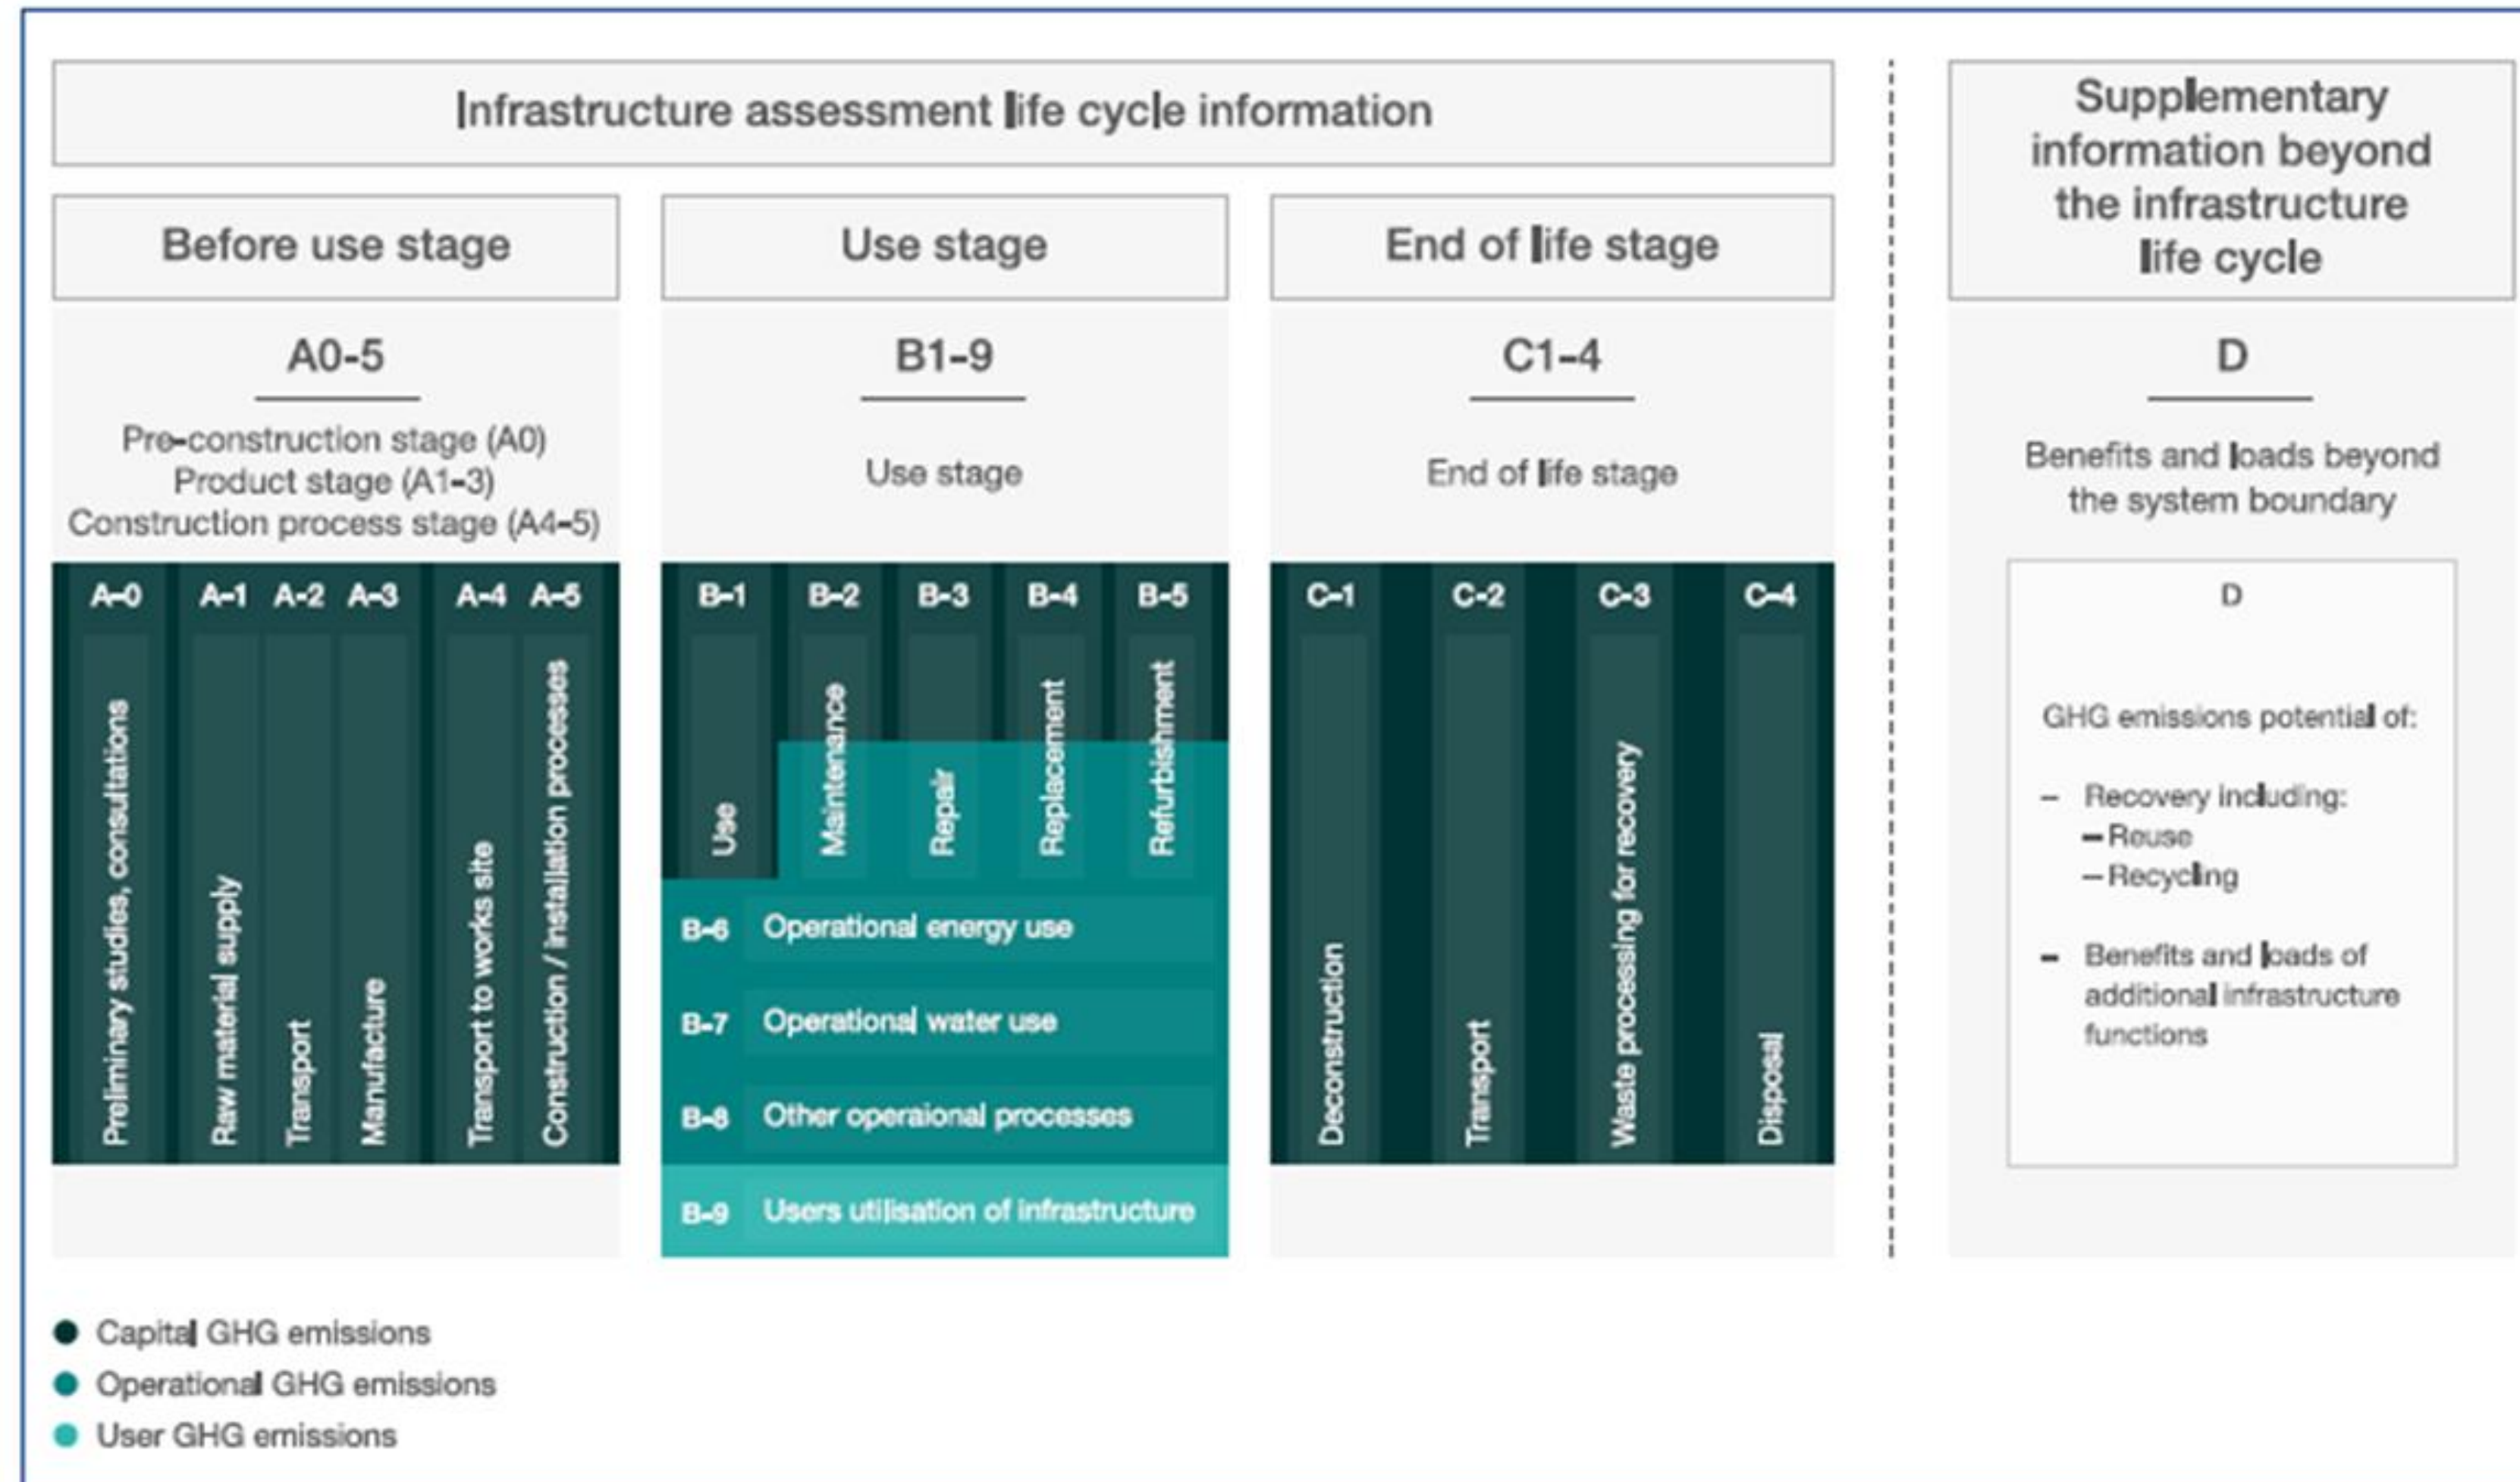 Infrastructure assessment life cycle information
Before use stage
A0-5
Pre-construction stage (A0)
Product stage (A1-3)
Construction process stage (A4-5)
A-0
Preliminary studies, consultations
A-1
Raw material supply
A-2
Transport
A-3
Manufacture
A-4
Transport to works site
A-5
Construction / installation processes
Use stage
B1-9
Use stage
B-1
Use
B-2
Maintenance
B-3
Repair
B-4
Replacement
B-5
Refurbishment
B-6 Operational energy use
B-7 Operational water use
B-8 Other operaional processes
B-9 Users utilisation of infrastructure
End of life stage
C1-4
End of life stage
C-1
Deconstruction
C-2
Transport
C-3
Waste processing for recovery
C-4
Disposal
Supplementary
information beyond
the infrastructure
life cycle
D
Benefits and loads beyond
the system boundary
D
GHG emissions potential of:
– Recovery including:
– Reuse
– Recycling
– Benefits and loads of
additional infrastructure
functions
Capital GHG emissions
Operational GHG emissions
User GHG emissions